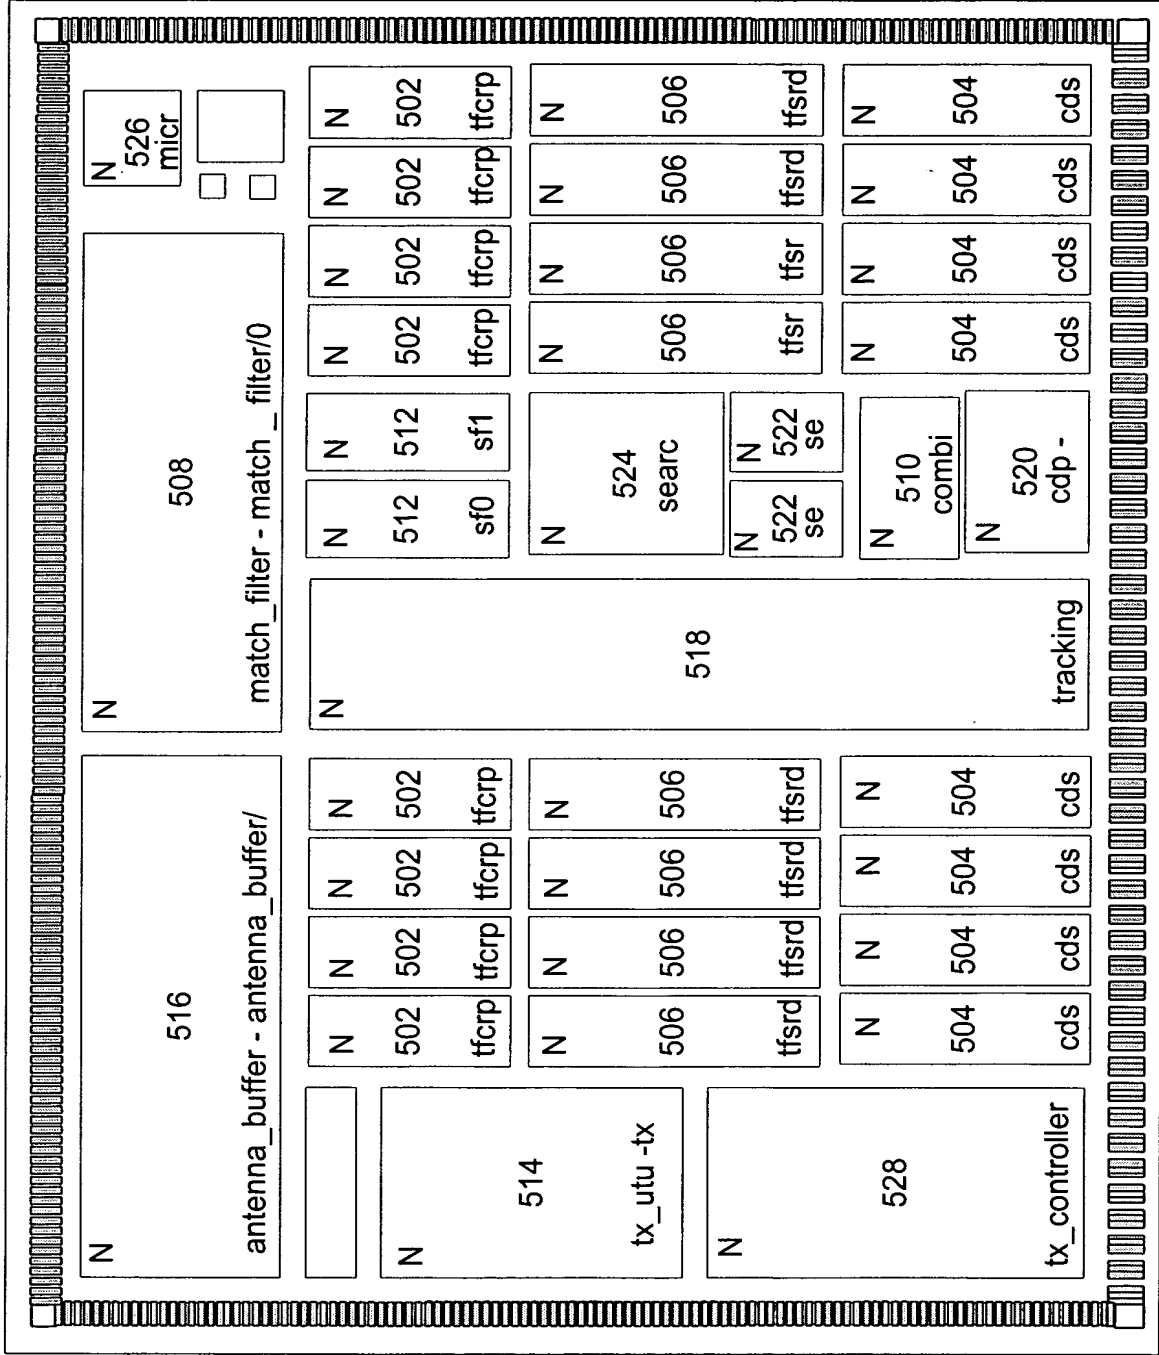 N
516
antenna_buffer - antenna_buffer/
N
508
match_filter - match_filter/0
N
526
micr
N
514
tx_utu -tx
N
502
tfcrp
N
502
tfcrp
N
502
tfcrp
N
502
tfcrp
N
518
tracking
N
512
sf0
N
512
sf1
N
502
tfcrp
N
502
tfcrp
N
502
tfcrp
N
502
tfcrp
N
506
tfsrd
N
506
tfsrd
N
506
tfsrd
N
506
tfsrd
N
524
searc
N
506
tfsr
N
506
tfsr
N
506
tfsrd
N
506
tfsrd
N
522
se
N
522
se
N
528
tx_controller
N
504
cds
N
504
cds
N
504
cds
N
504
cds
N
510
combi
N
520
cdp -
N
504
cds
N
504
cds
N
504
cds
N
504
cds